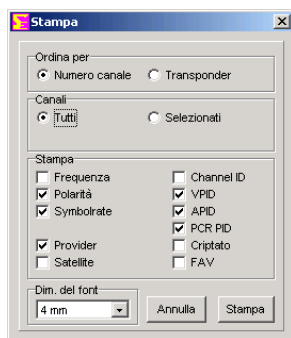 Stampa
Ordina per
Numero canale Transponder
Canali
Tutti Selezionati
Stampa
Frequenza Channel ID
Polarità VPID
Symbolrate APID
PCR PID
Provider Criptato
Satellite FAV
Dim. del font
4 mm Annulla Stampa